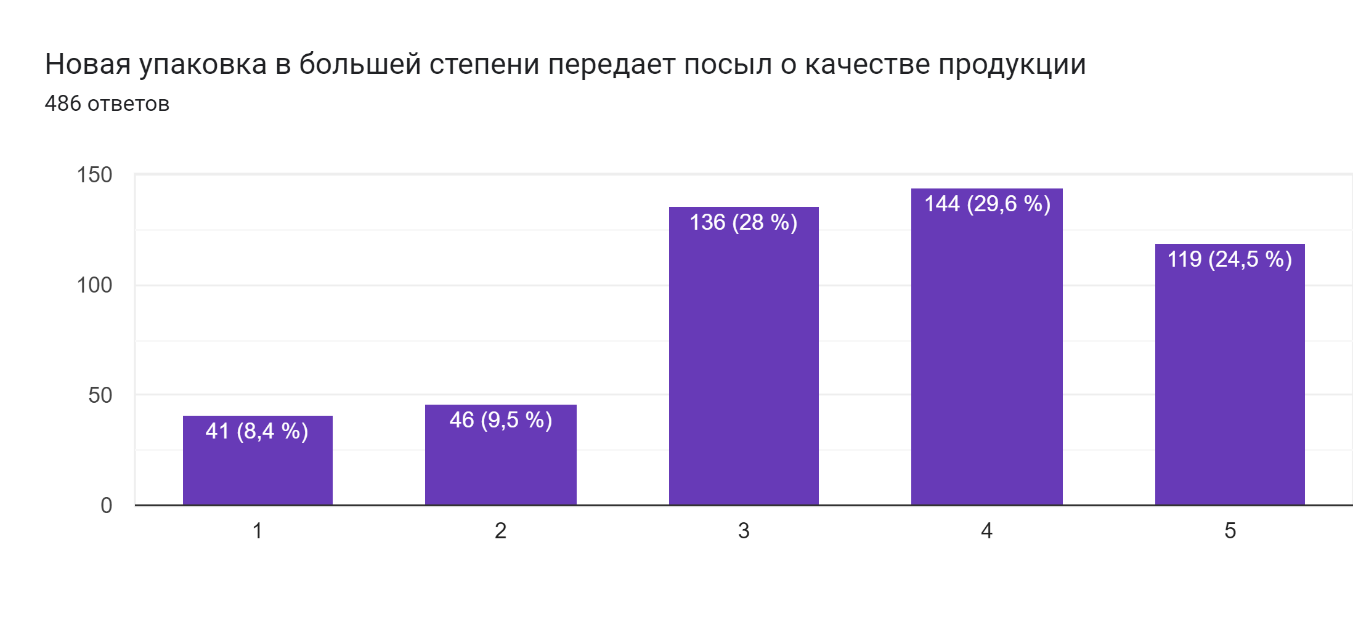 Новая упаковка в большей степени передает посыл о качестве продукции
486 ответов
150
100
50
0
41 (8,4 %)
46 (9,5 %)
136 (28 %)
144 (29,6 %)
119 (24,5 %)
1
2
3
4
5